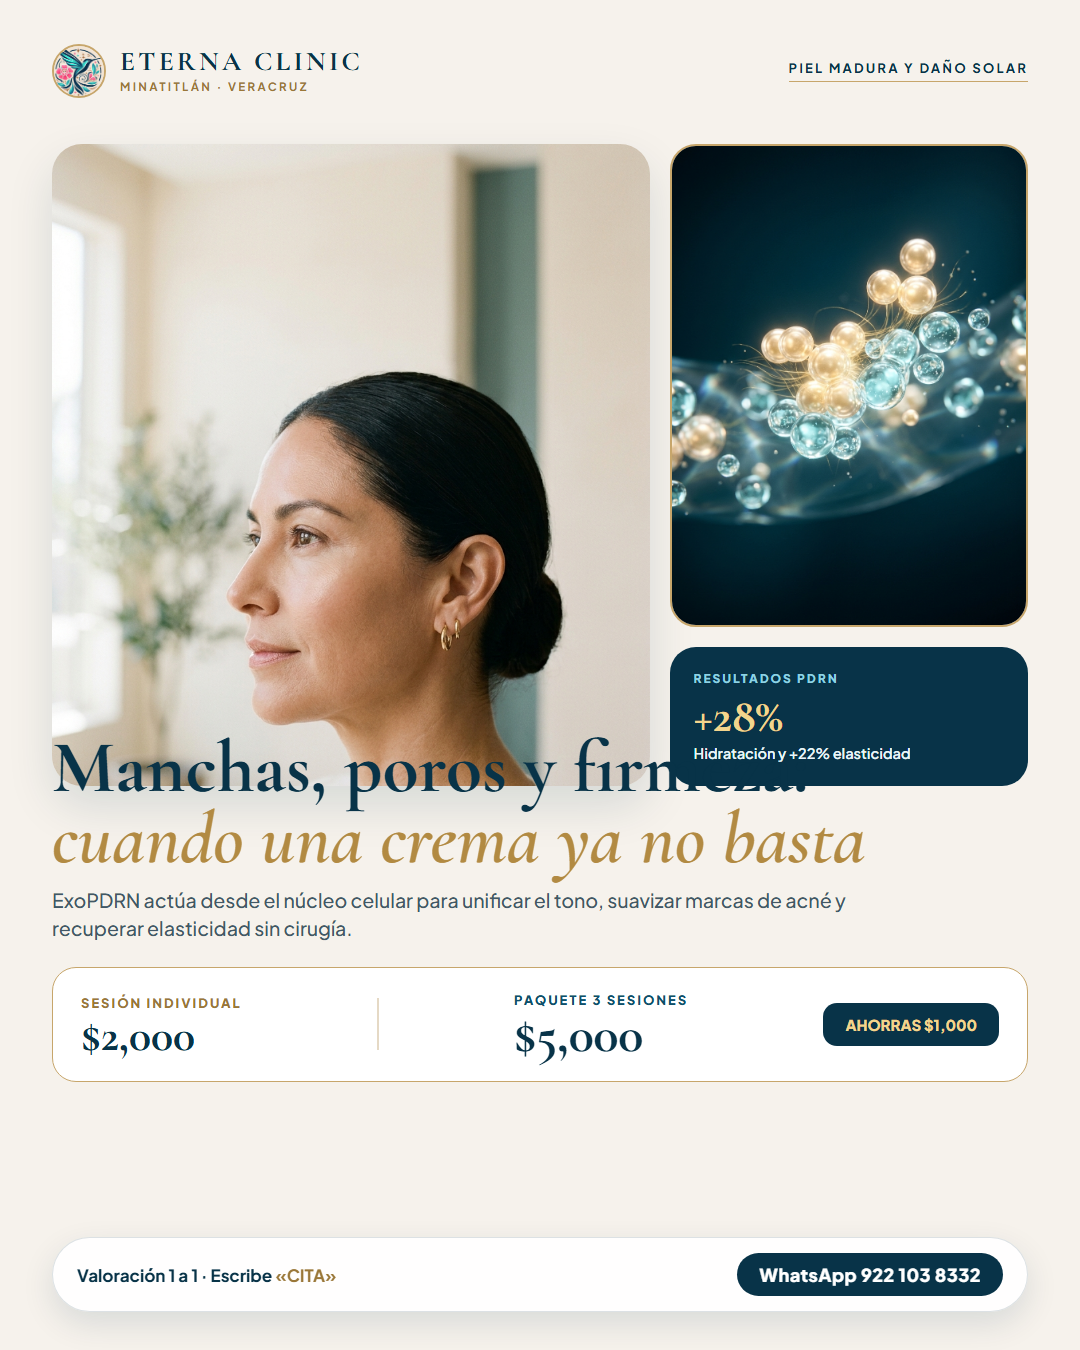 ETERNA CLINIC
MINATITLÁN · VERACRUZ
PIEL MADURA Y DAÑO SOLAR
RESULTADOS PDRN
+28%
Hidratación y +22% elasticidad
Manchas, poros y
cuando una crema ya no basta
ExoPDRN actúa desde el núcleo celular para unificar el tono, suavizar marcas de acné y
recuperar elasticidad sin cirugía.
SESIÓN INDIVIDUAL
$2,000
PAQUETE 3 SESIONES
$5,000
AHORRAS $1,000
Valoración 1 a 1 · Escribe «CITA»
WhatsApp 922 103 8332